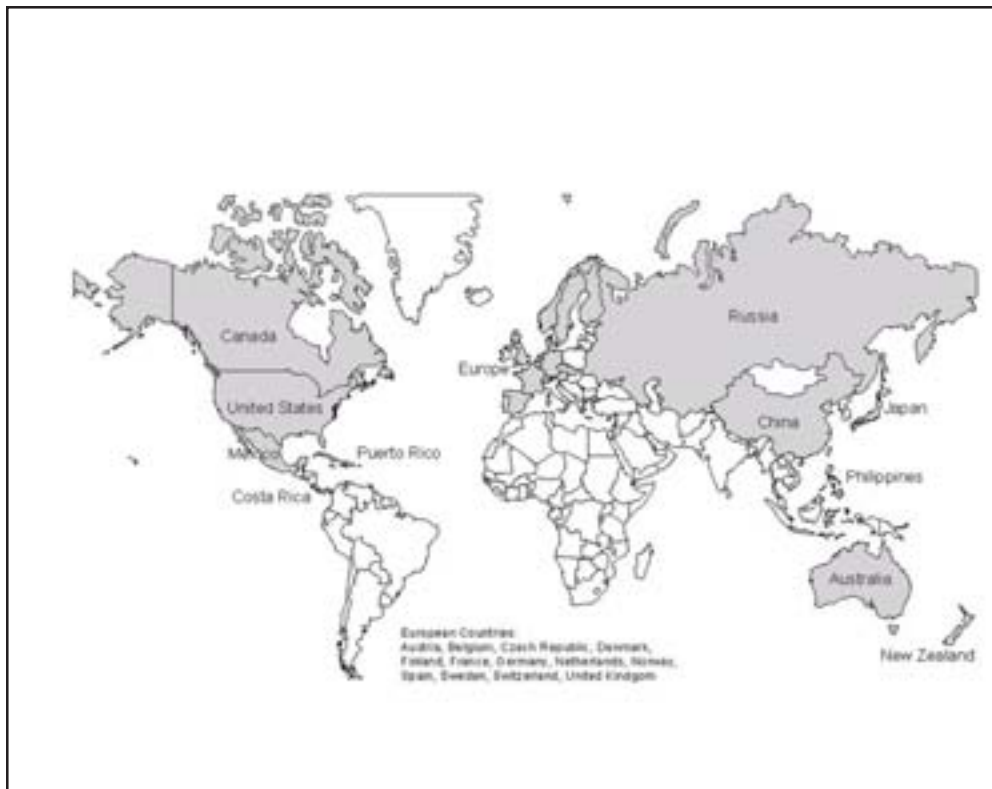 Canada
Russia
Europe
United States
China
Japan
Mexico
Puerto Rico
Philippines
Costa Rica
Australia
European Countries
Austria, Belgium, Czech Republic, Denmark,
Finland, France, Germany, Netherlands, Norway,
Spain, Sweden, Switzerland, United Kindgom
New Zealand